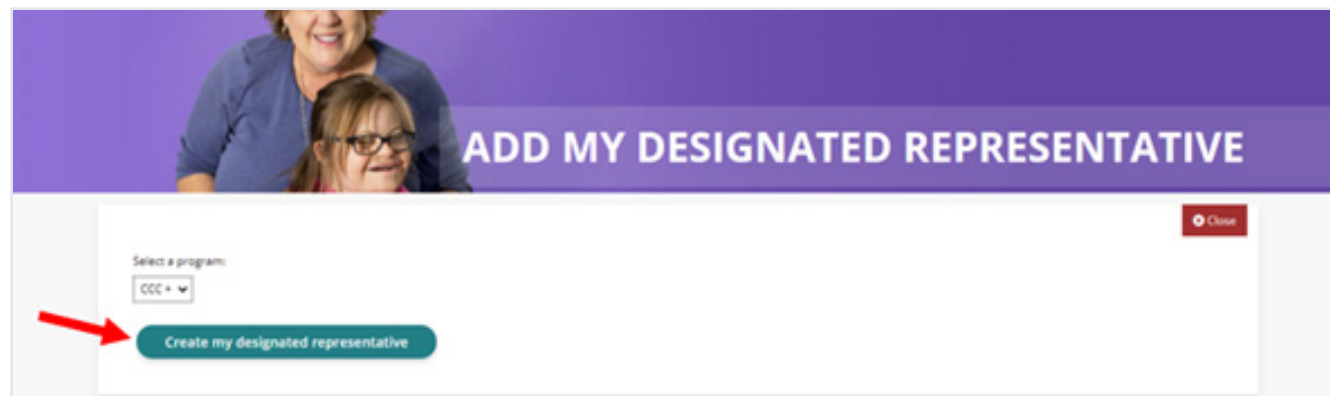 ADD MY DESIGNATED REPRESENTATIVE
Close
Select a program:
CCC +
Create my designated representative